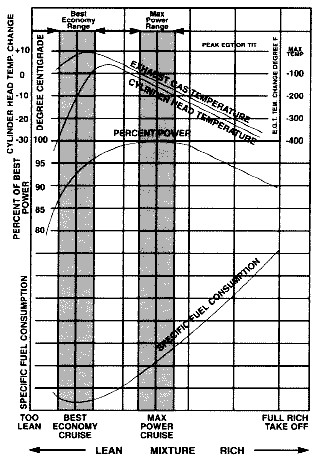 Best
Economy
Range
Max
Power
Range
PEAK EGTIOR TIT
MAX
TEMP
CYLINDER HEAD TEMP. CHANGE
DEGREE CENTIGRADE
+10
0
-10
-20
-30
EXHAUST GAS TEMPERATURE
CYLINDER HEAD TEMPERATURE
E.G.T. TEM. CHANGE DEGREE F.
-100
-200
-300
-400
PERCENT POWER
PERCENT OF BEST
POWER
100
95
90
85
80
SPECIFIC FUEL CONSUMPTION
SPECIFIC FUEL CONSUMPTION
TOO
LEAN
BEST
ECONOMY
CRUISE
MAX
POWER
CRUISE
FULL RICH
TAKE OFF
LEAN MIXTURE RICH